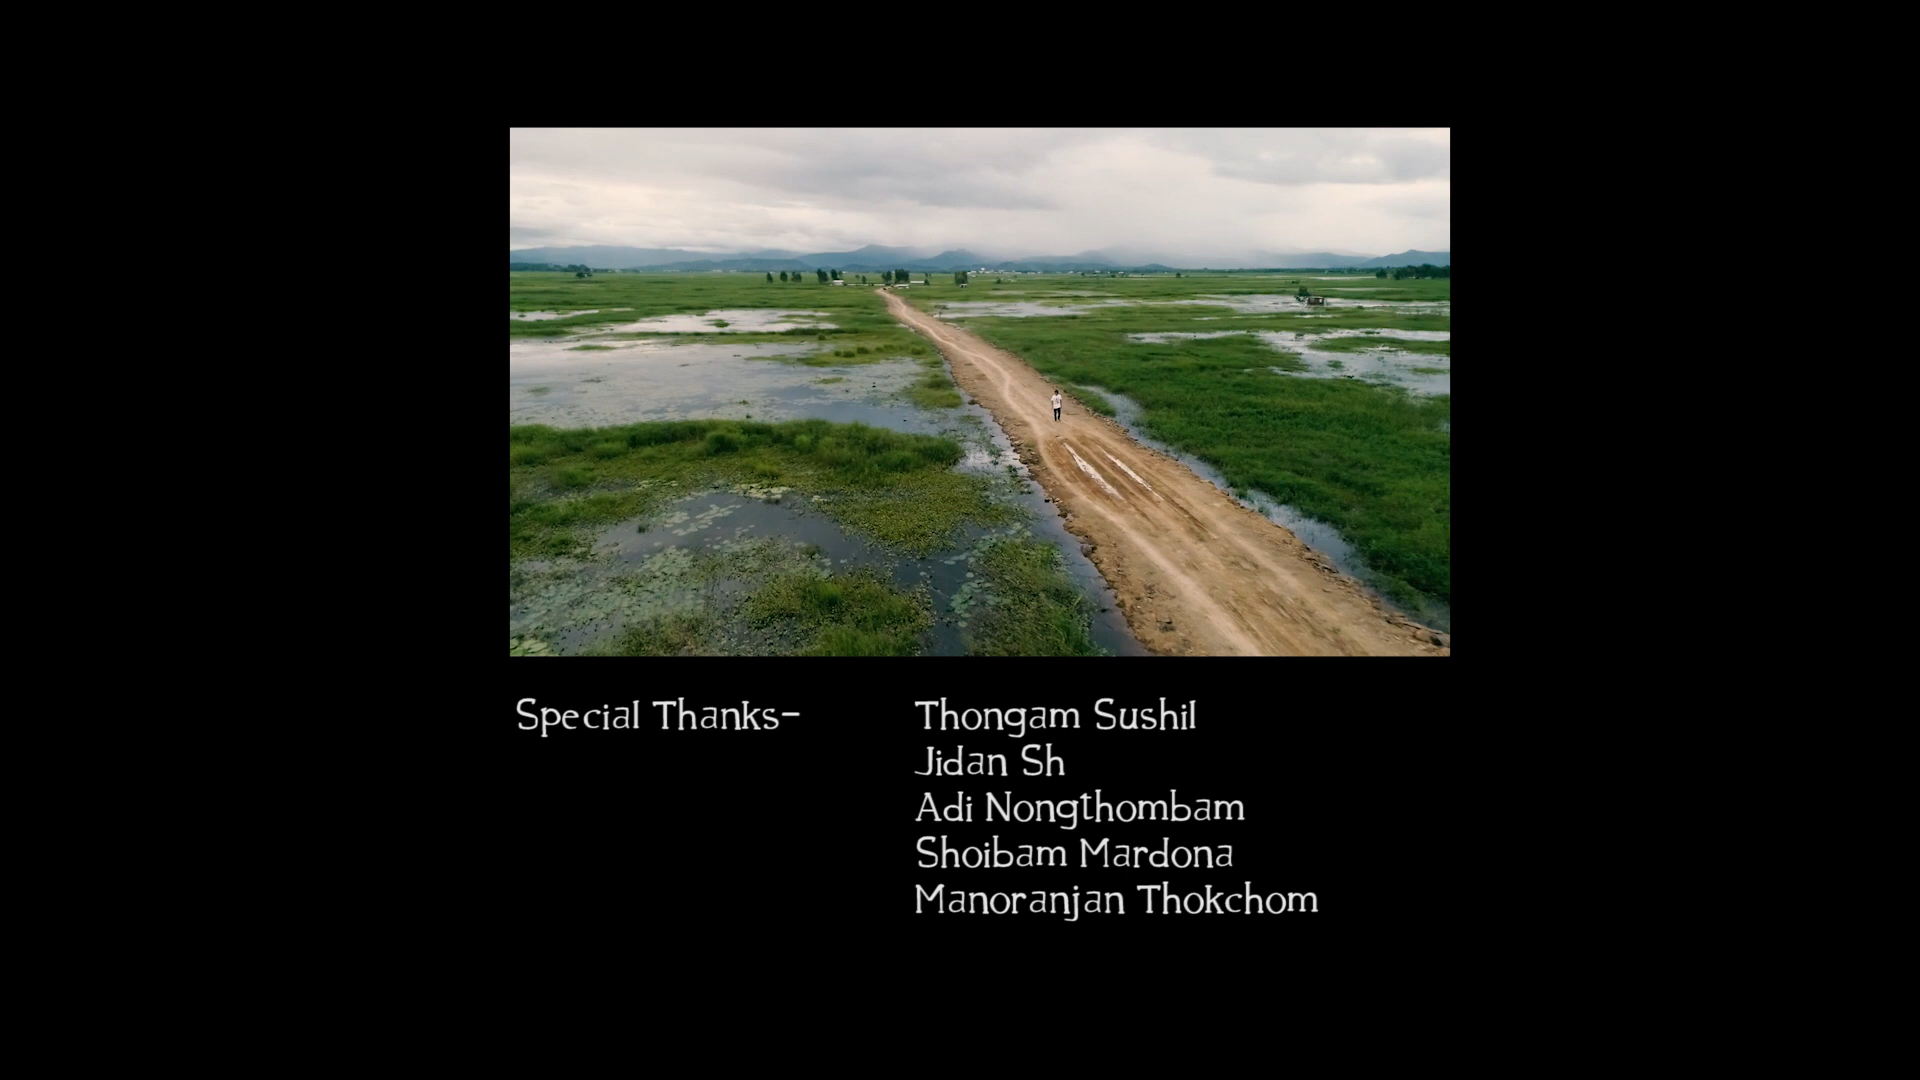 Special Thanks-
Thongam Sushil
Jidan Sh
Adi Nongthombam
Shoibam Mardona
Manoranjan Thokchom